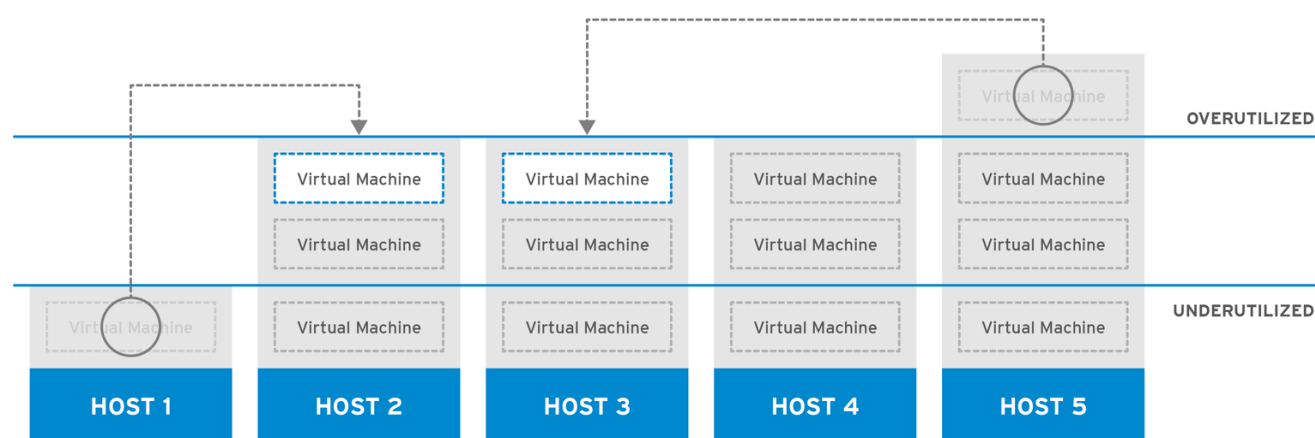 Virtual Machine
OVERUTILIZED
Virtual Machine Virtual Machine Virtual Machine Virtual Machine
Virtual Machine Virtual Machine Virtual Machine Virtual Machine
UNDERUTILIZED
Virtual Machine Virtual Machine Virtual Machine Virtual Machine Virtual Machine
HOST 1 HOST 2 HOST 3 HOST 4 HOST 5